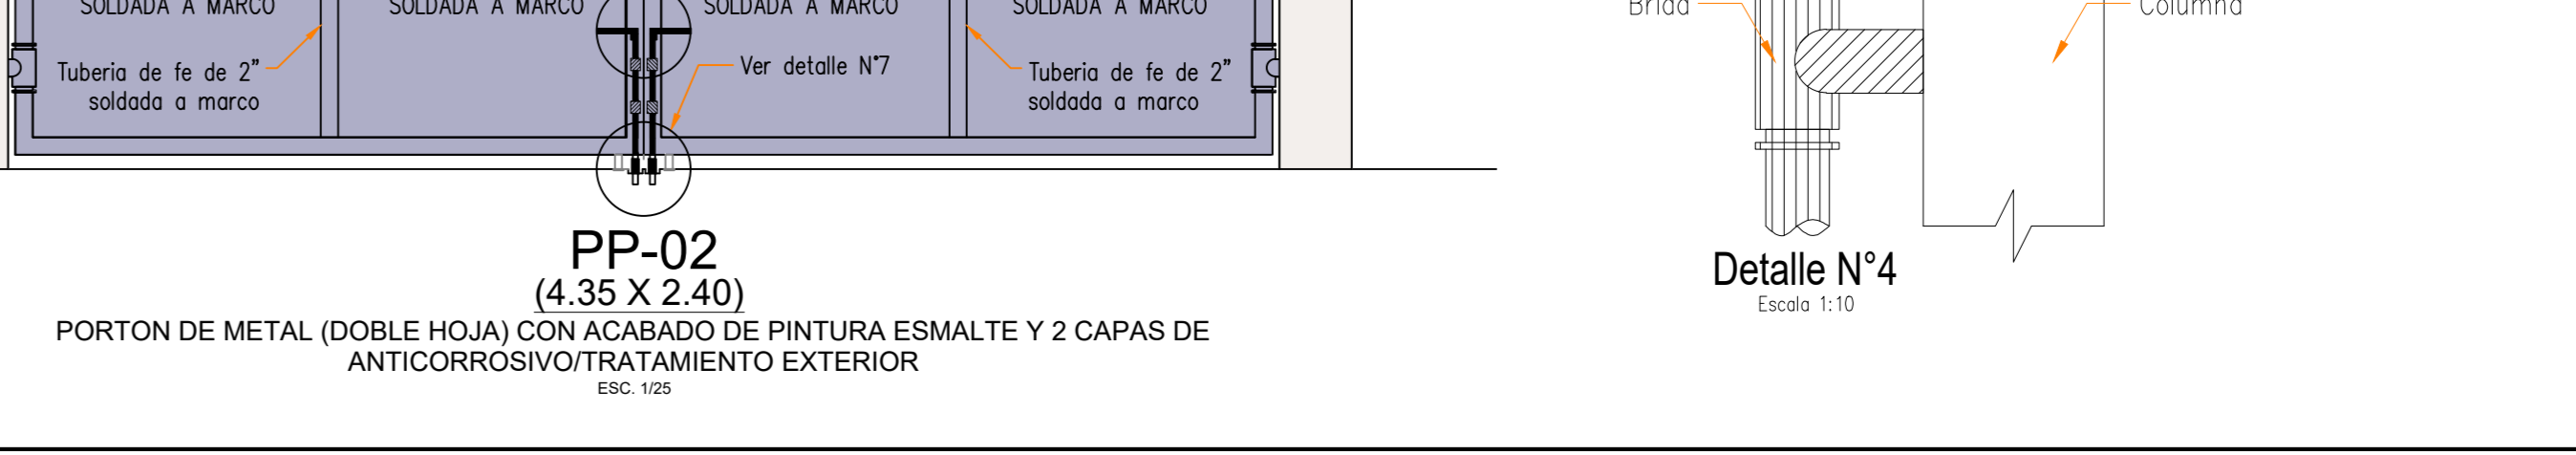 SOLDADA A MARCO
SOLDADA A MARCO
SOLDADA A MARCO
SOLDADA A MARCO
Tuberia de fe de 2"
soldada a marco
Ver detalle N°7
Tuberia de fe de 2"
soldada a marco
PP-02
(4.35 X 2.40)
PORTON DE METAL (DOBLE HOJA) CON ACABADO DE PINTURA ESMALTE Y 2 CAPAS DE
ANTICORROSIVO/TRATAMIENTO EXTERIOR
ESC. 1/25
Brida
Columna
Detalle N°4
Escala 1:10